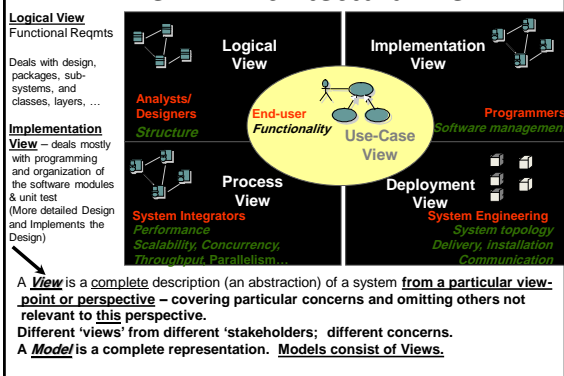 Logical View
Functional Reqmts
Deals with design,
packages, sub-
systems, and
classes, layers, …
Implementation
View – deals mostly
with programming
and organization of
the software modules
& unit test
(More detailed Design
and Implements the
Design)
Logical
View
Analysts/
Designers
Structure
Implementation
View
Programmers
Software management
End-user
Functionality
Use-Case
View
Process
View
System Integrators
Performance
Scalability, Concurrency,
Throughput, Parallelism…
Deployment
View
System Engineering
System topology
Delivery, installation
Communication
A View is a complete description (an abstraction) of a system from a particular view-
point or perspective – covering particular concerns and omitting others not
relevant to this perspective.
Different ‘views’ from different ‘stakeholders; different concerns.
A Model is a complete representation. Models consist of Views.